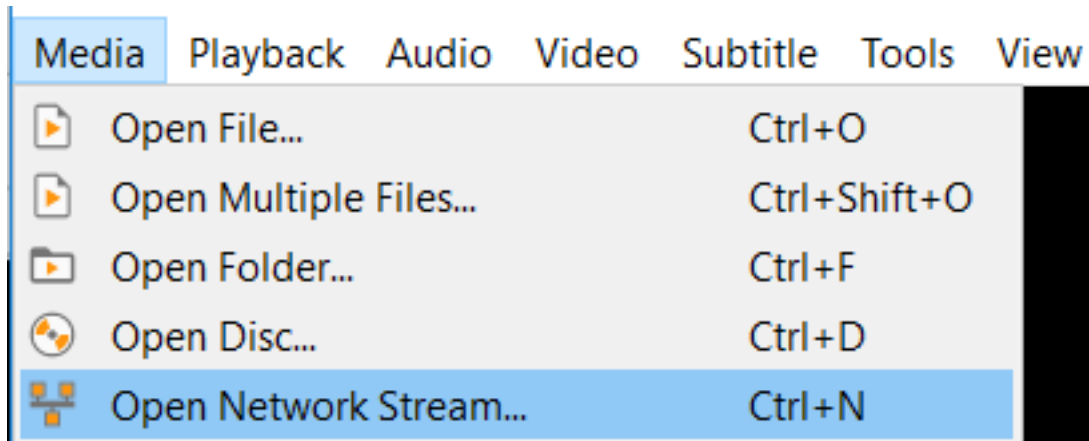 Media Playback Audio Video Subtitle Tools View
Open File... Ctrl+O
Open Multiple Files... Ctrl+Shift+O
Open Folder... Ctrl+F
Open Disc... Ctrl+D
Open Network Stream... Ctrl+N